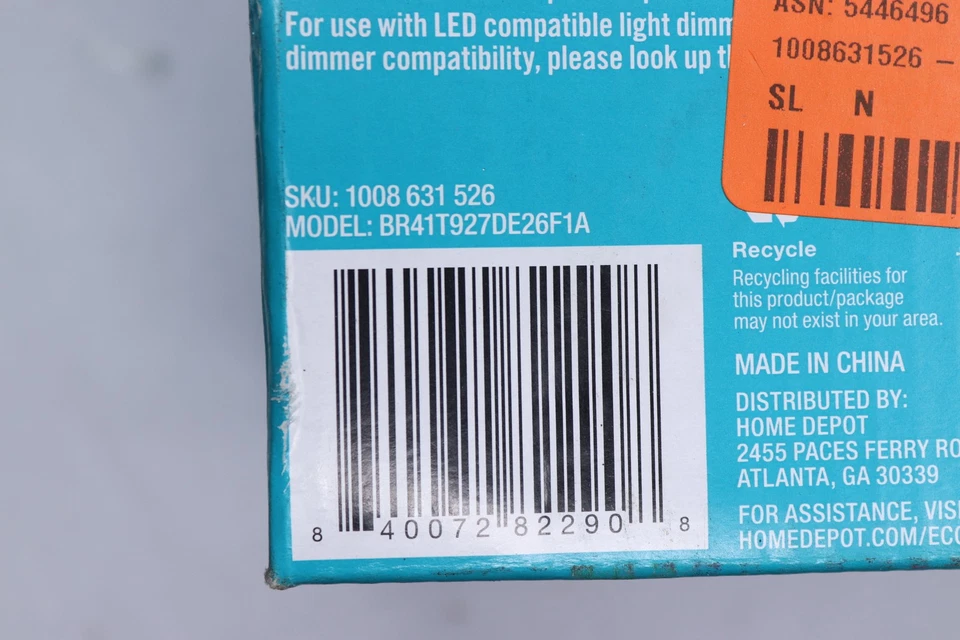 For use with LED compatible light dimm
dimmer compatibility, please look up t
ASN: 5446496
1008631526 –
SL N
SKU: 1008 631 526
MODEL: BR41T927DE26F1A
8 40072 82290 8
Recycle
Recycling facilities for
this product/package
may not exist in your area.
MADE IN CHINA
DISTRIBUTED BY:
HOME DEPOT
2455 PACES FERRY RO
ATLANTA, GA 30339
FOR ASSISTANCE, VIS
HOMEDEPOT.COM/ECO